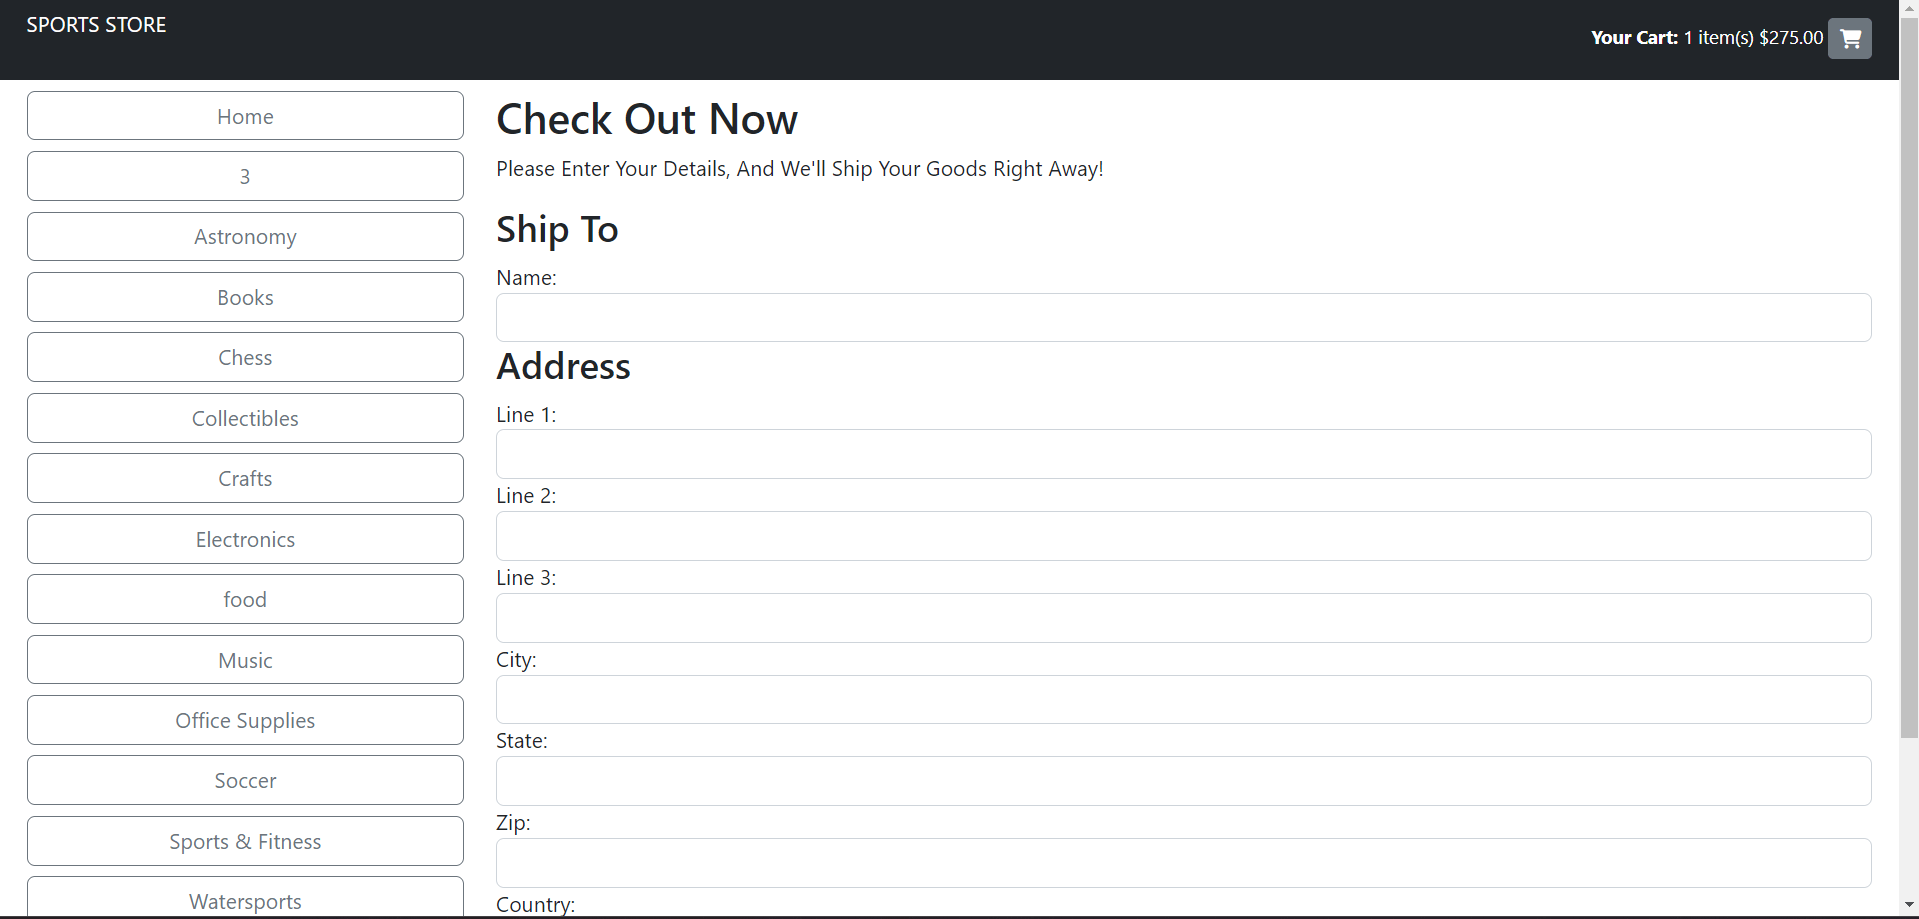 SPORTS STORE
Your Cart: 1 item(s) $275.00
Home
3
Astronomy
Books
Chess
Collectibles
Crafts
Electronics
food
Music
Office Supplies
Soccer
Sports & Fitness
Watersports
Check Out Now
Please Enter Your Details, And We'll Ship Your Goods Right Away!
Ship To
Name:
Address
Line 1:
Line 2:
Line 3:
City:
State:
Zip:
Country: